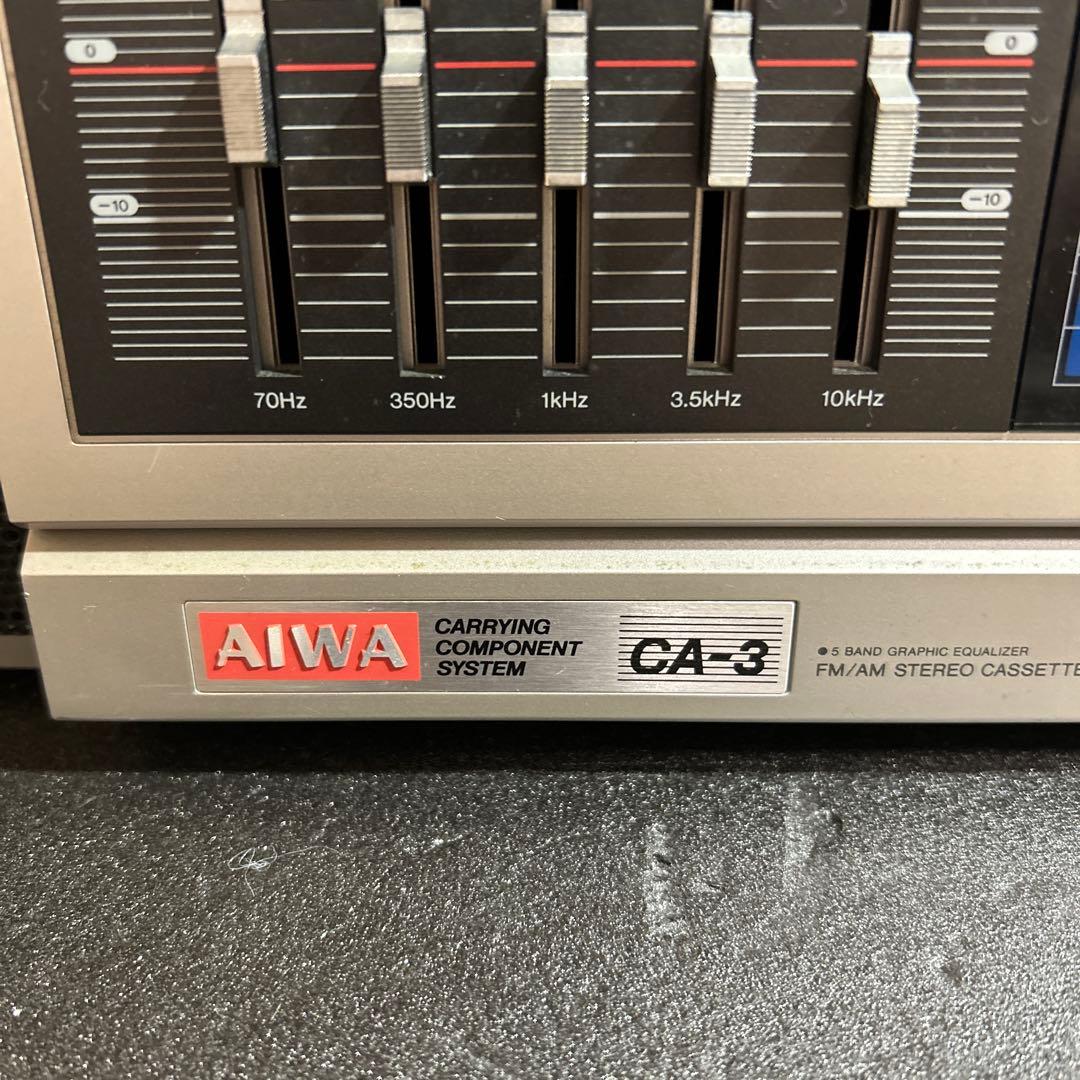 0 0
-10 -10
70Hz 350Hz 1kHz 3.5kHz 10kHz
AIWA
CARRYING
COMPONENT
SYSTEM
CA-3
● 5 BAND GRAPHIC EQUALIZER
FM/AM STEREO CASSETTE